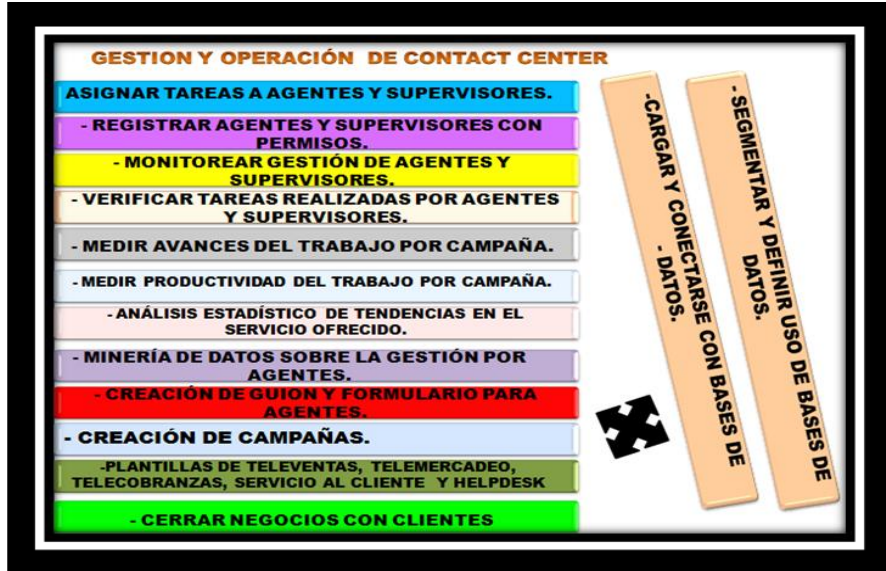 GESTION Y OPERACIÓN DE CONTACT CENTER
ASIGNAR TAREAS A AGENTES Y SUPERVISORES.
- REGISTRAR AGENTES Y SUPERVISORES CON
PERMISOS.
- MONITOREAR GESTIÓN DE AGENTES Y
SUPERVISORES.
- VERIFICAR TAREAS REALIZADAS POR AGENTES
Y SUPERVISORES.
- MEDIR AVANCES DEL TRABAJO POR CAMPAÑA.
- MEDIR PRODUCTIVIDAD DEL TRABAJO POR CAMPAÑA.
- ANÁLISIS ESTADÍSTICO DE TENDENCIAS EN EL
SERVICIO OFRECIDO.
- MINERÍA DE DATOS SOBRE LA GESTIÓN POR
AGENTES.
- CREACIÓN DE GUION Y FORMULARIO PARA
AGENTES.
- CREACIÓN DE CAMPAÑAS.
-PLANTILLAS DE TELEVENTAS, TELEMERCADEO,
TELECOBRANZAS, SERVICIO AL CLIENTE Y HELPDESK
- CERRAR NEGOCIOS CON CLIENTES
-CARGAR Y CONECTARSE CON BASES DE
- DATOS.
- SEGMENTAR Y DEFINIR USO DE BASES DE
DATOS.